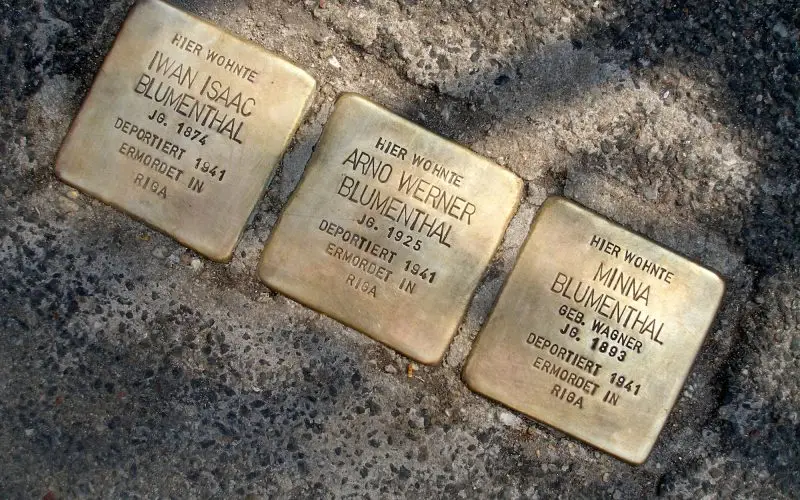 HIER WOHNTE
IWAN ISAAC
BLUMENTHAL
JG. 1874
DEPORTIERT 1941
ERMORDET IN
RIGA
HIER WOHNTE
ARNO WERNER
BLUMENTHAL
JG. 1925
DEPORTIERT 1941
ERMORDET IN
RIGA
HIER WOHNTE
MINNA
BLUMENTHAL
GEB. WAGNER
JG. 1893
DEPORTIERT 1941
ERMORDET IN
RIGA